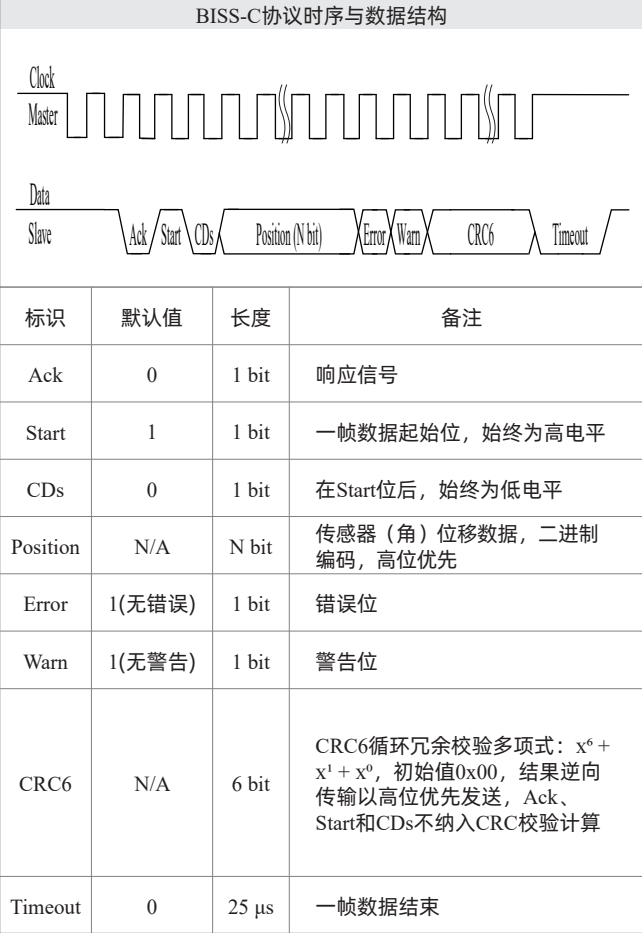 BISS-C协议时序与数据结构
Clock
Master
Data
Slave
Ack Start CDs Position (N bit) Error Warn CRC6 Timeout
标识 默认值 长度 备注
Ack 0 1 bit 响应信号
Start 1 1 bit 一帧数据起始位，始终为高电平
CDs 0 1 bit 在Start位后，始终为低电平
Position N/A N bit 传感器（角）位移数据，二进制
编码，高位优先
Error 1(无错误) 1 bit 错误位
Warn 1(无警告) 1 bit 警告位
CRC6 N/A 6 bit CRC6循环冗余校验多项式：x⁶ +
x¹ + x⁰，初始值0x00，结果逆向
传输以高位优先发送，Ack、
Start和CDs不纳入CRC校验计算
Timeout 0 25 μs 一帧数据结束